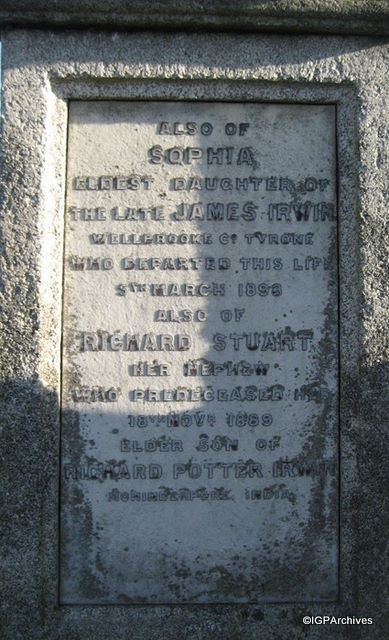 ALSO OF
SOPHIA
ELDEST DAUGHTER OF
THE LATE JAMES IRWIN
WELLBROOKE Co TYRONE
WHO DEPARTED THIS LIFE
5TH MARCH 1893
ALSO OF
RICHARD STUART
HER NEPHEW
WHO PREDECEASED HER
18TH NOVR 1889
ELDER SON OF
RICHARD POTTER IRWIN
INDIA
©IGPArchives